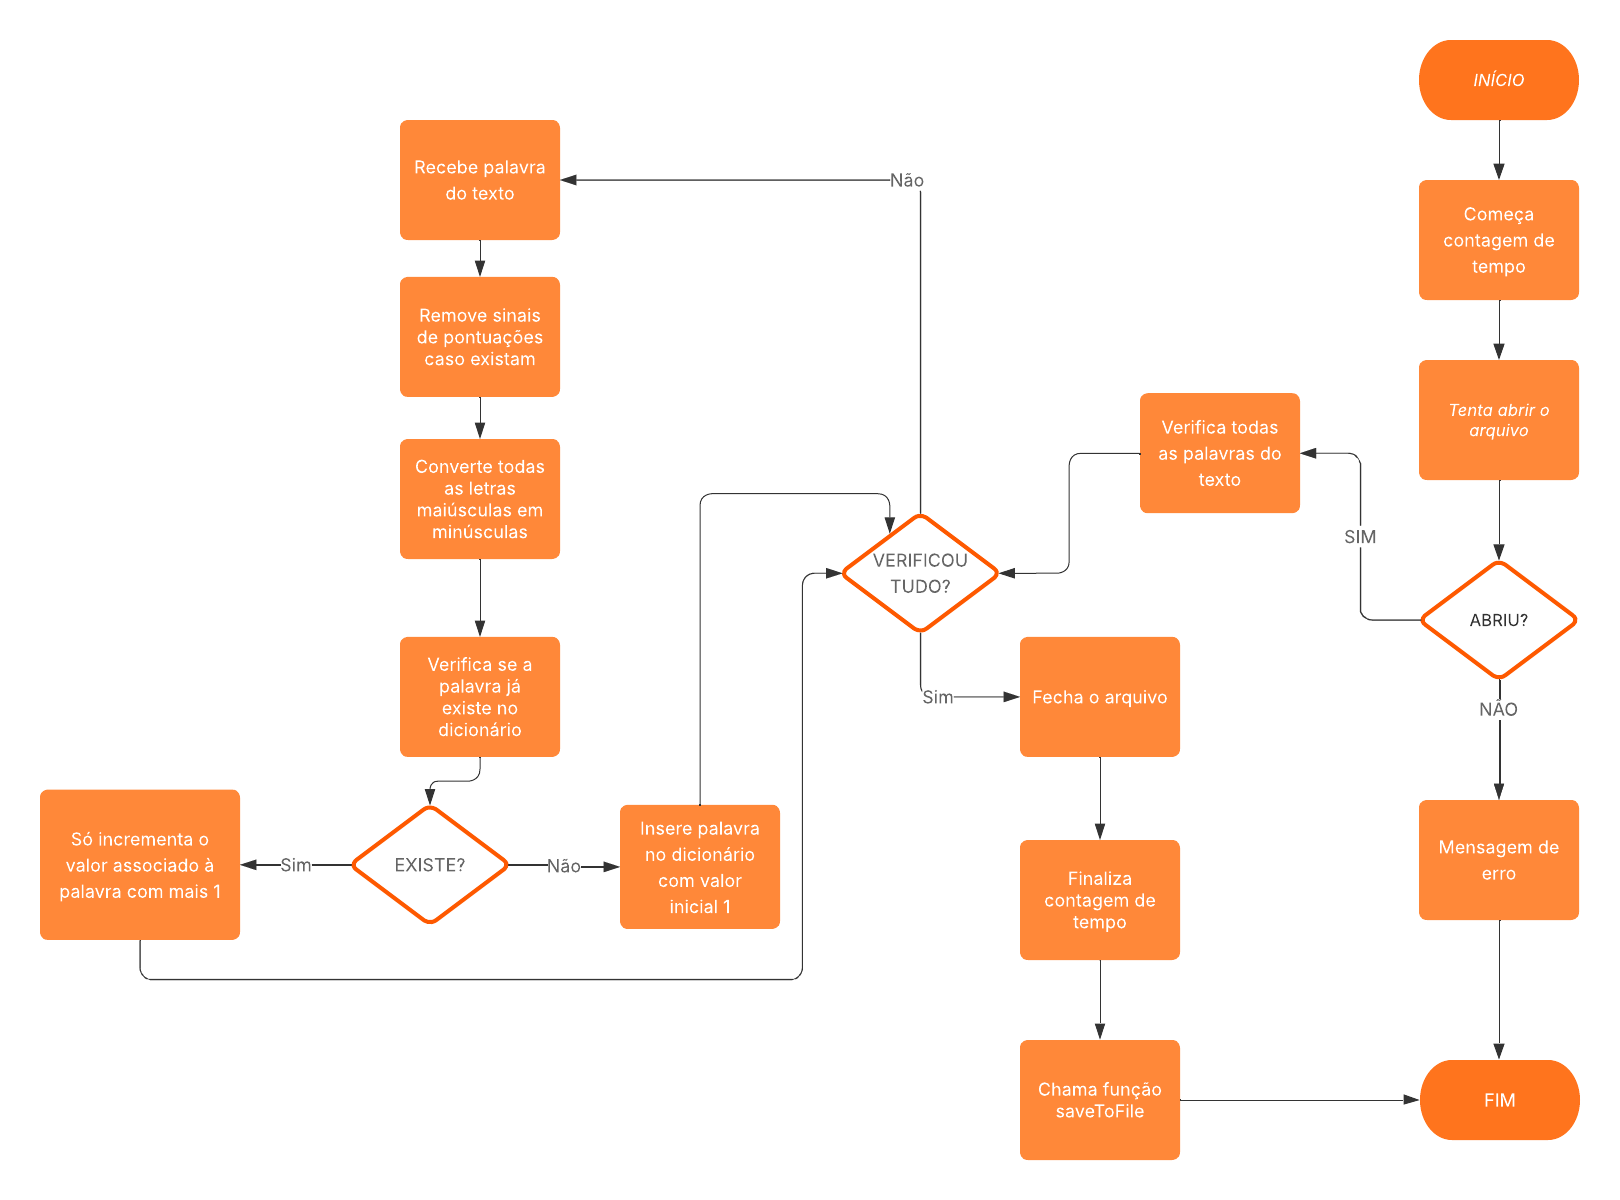 INÍCIO
Começa
contagem de
tempo
Tenta abrir o
arquivo
ABRIU?
SIM
NÃO
Mensagem de
erro
FIM
Verifica todas
as palavras do
texto
VERIFICOU
TUDO?
Não
Sim
Recebe palavra
do texto
Remove sinais
de pontuações
caso existam
Converte todas
as letras
maiúsculas em
minúsculas
Verifica se a
palavra já
existe no
dicionário
EXISTE?
Sim
Não
Só incrementa o
valor associado à
palavra com mais 1
Insere palavra
no dicionário
com valor
inicial 1
Fecha o arquivo
Finaliza
contagem de
tempo
Chama função
saveToFile